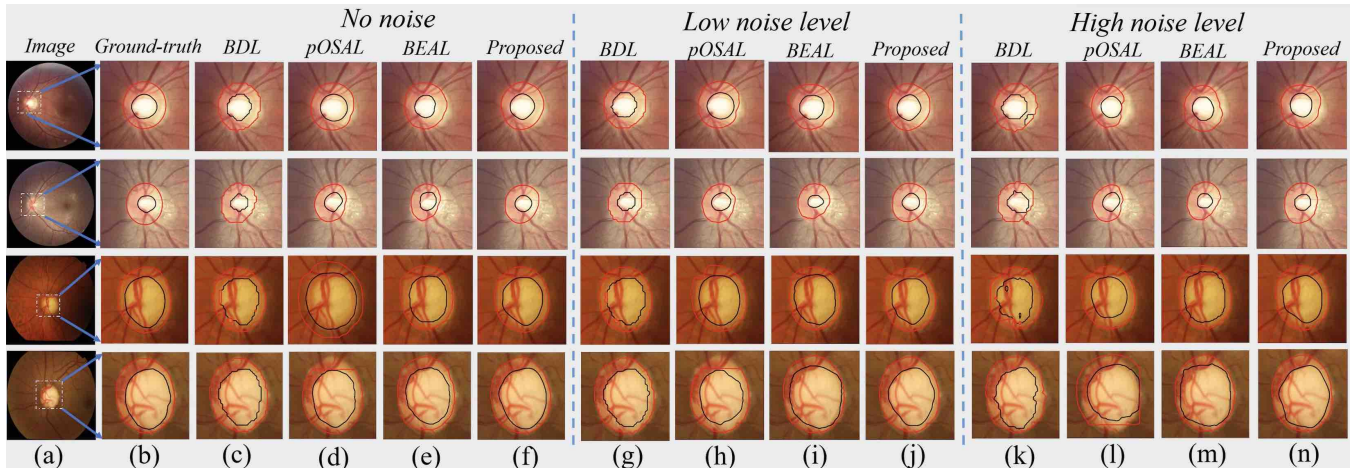 No noise Low noise level High noise level
Image Ground-truth BDL pOSAL BEAL Proposed BDL pOSAL BEAL Proposed BDL pOSAL BEAL Proposed
(a) (b) (c) (d) (e) (f) (g) (h) (i) (j) (k) (l) (m) (n)